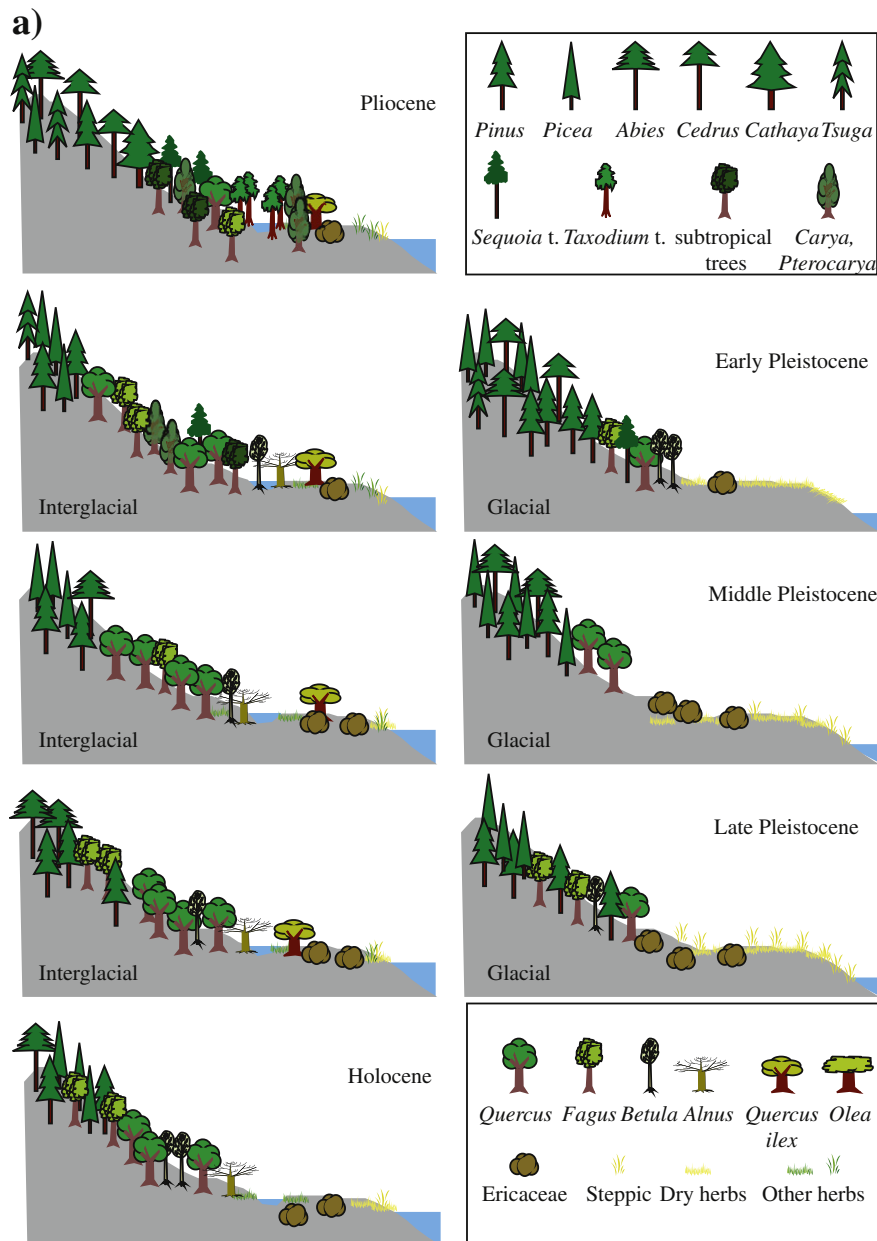 a)
Pliocene
Pinus Picea Abies Cedrus Cathaya Tsuga
Sequoia t. Taxodium t. subtropical Carya,
trees Pterocarya
Early Pleistocene
Interglacial
Glacial
Middle Pleistocene
Interglacial
Glacial
Late Pleistocene
Interglacial
Glacial
Holocene
Quercus Fagus Betula Alnus Quercus Olea
ilex
Ericaceae Steppic Dry herbs Other herbs